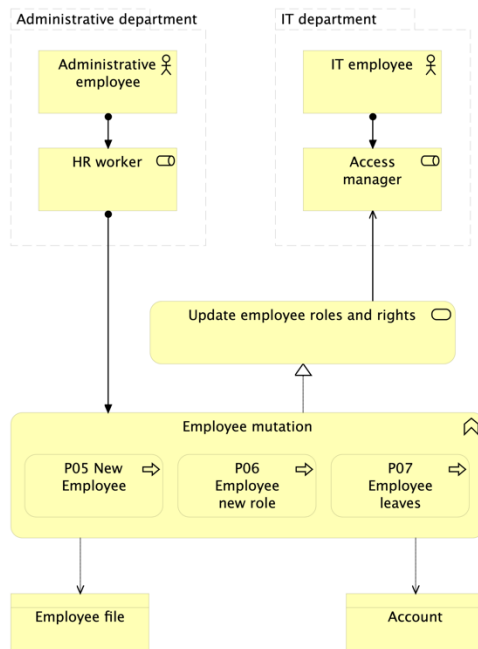 Administrative department
IT department
Administrative
employee
IT employee
HR worker
Access
manager
Update employee roles and rights
Employee mutation
P05 New
Employee
P06
Employee
new role
P07
Employee
leaves
Employee file
Account